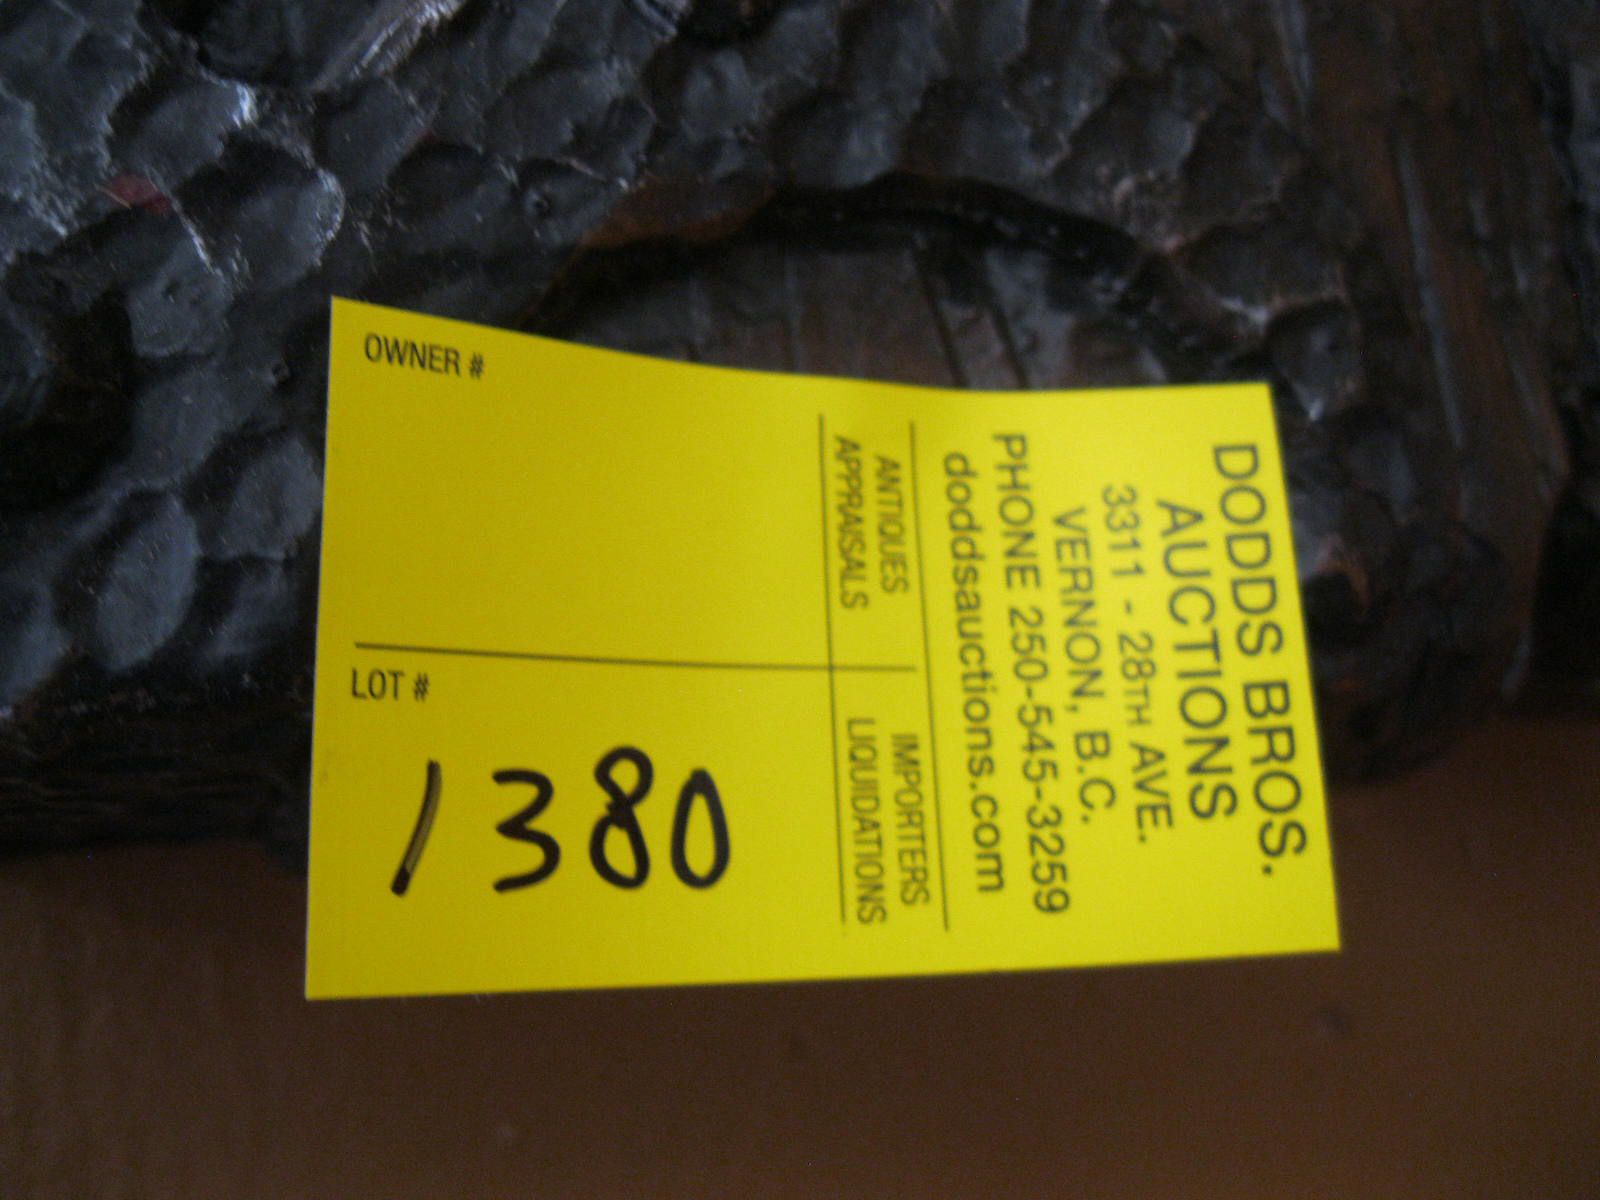 OWNER #
LOT #
1380
DODDS BROS.
AUCTIONS
3311 - 28TH AVE.
VERNON, B.C.
PHONE 250-545-3259
doddsauctions.com
ANTIQUES IMPORTERS
APPRAISALS LIQUIDATIONS